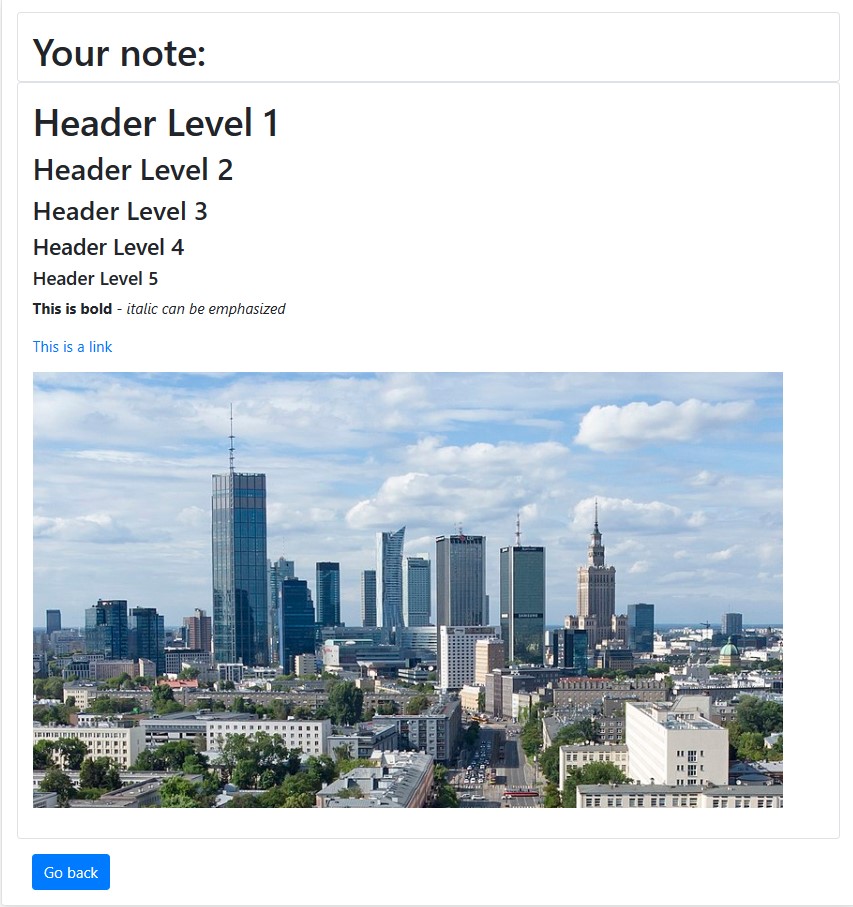 Your note:
Header Level 1
Header Level 2
Header Level 3
Header Level 4
Header Level 5
This is bold - italic can be emphasized
This is a link
Go back